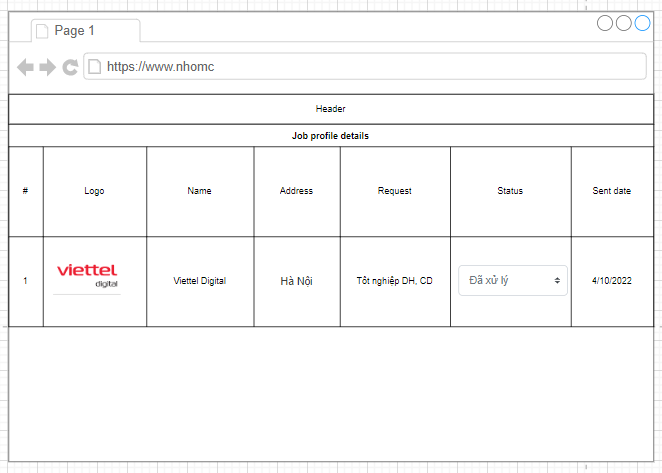 Page 1
https://www.nhomc
Header
Job profile details
# Logo Name Address Request Status Sent date
1 viettel digital Viettel Digital Hà Nội Tốt nghiệp DH, CD Đã xử lý 4/10/2022